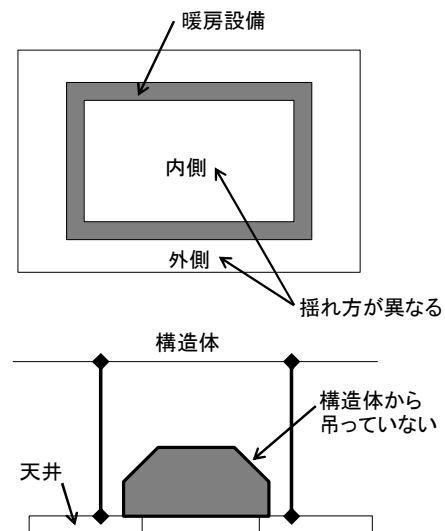 暖房設備
内側
外側
揺れ方が異なる
構造体
構造体から
吊っていない
天井